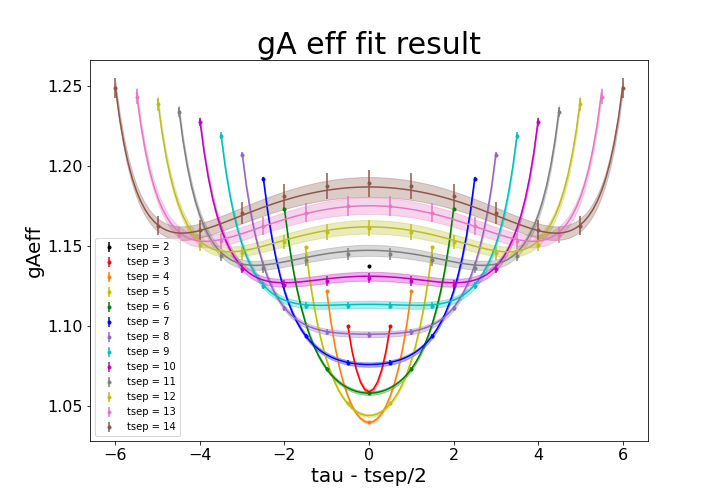 gA eff fit result
gAeff
1.25
1.20
1.15
1.10
1.05
tsep = 2
tsep = 3
tsep = 4
tsep = 5
tsep = 6
tsep = 7
tsep = 8
tsep = 9
tsep = 10
tsep = 11
tsep = 12
tsep = 13
tsep = 14
−6
−4
−2
0
2
4
6
tau - tsep/2